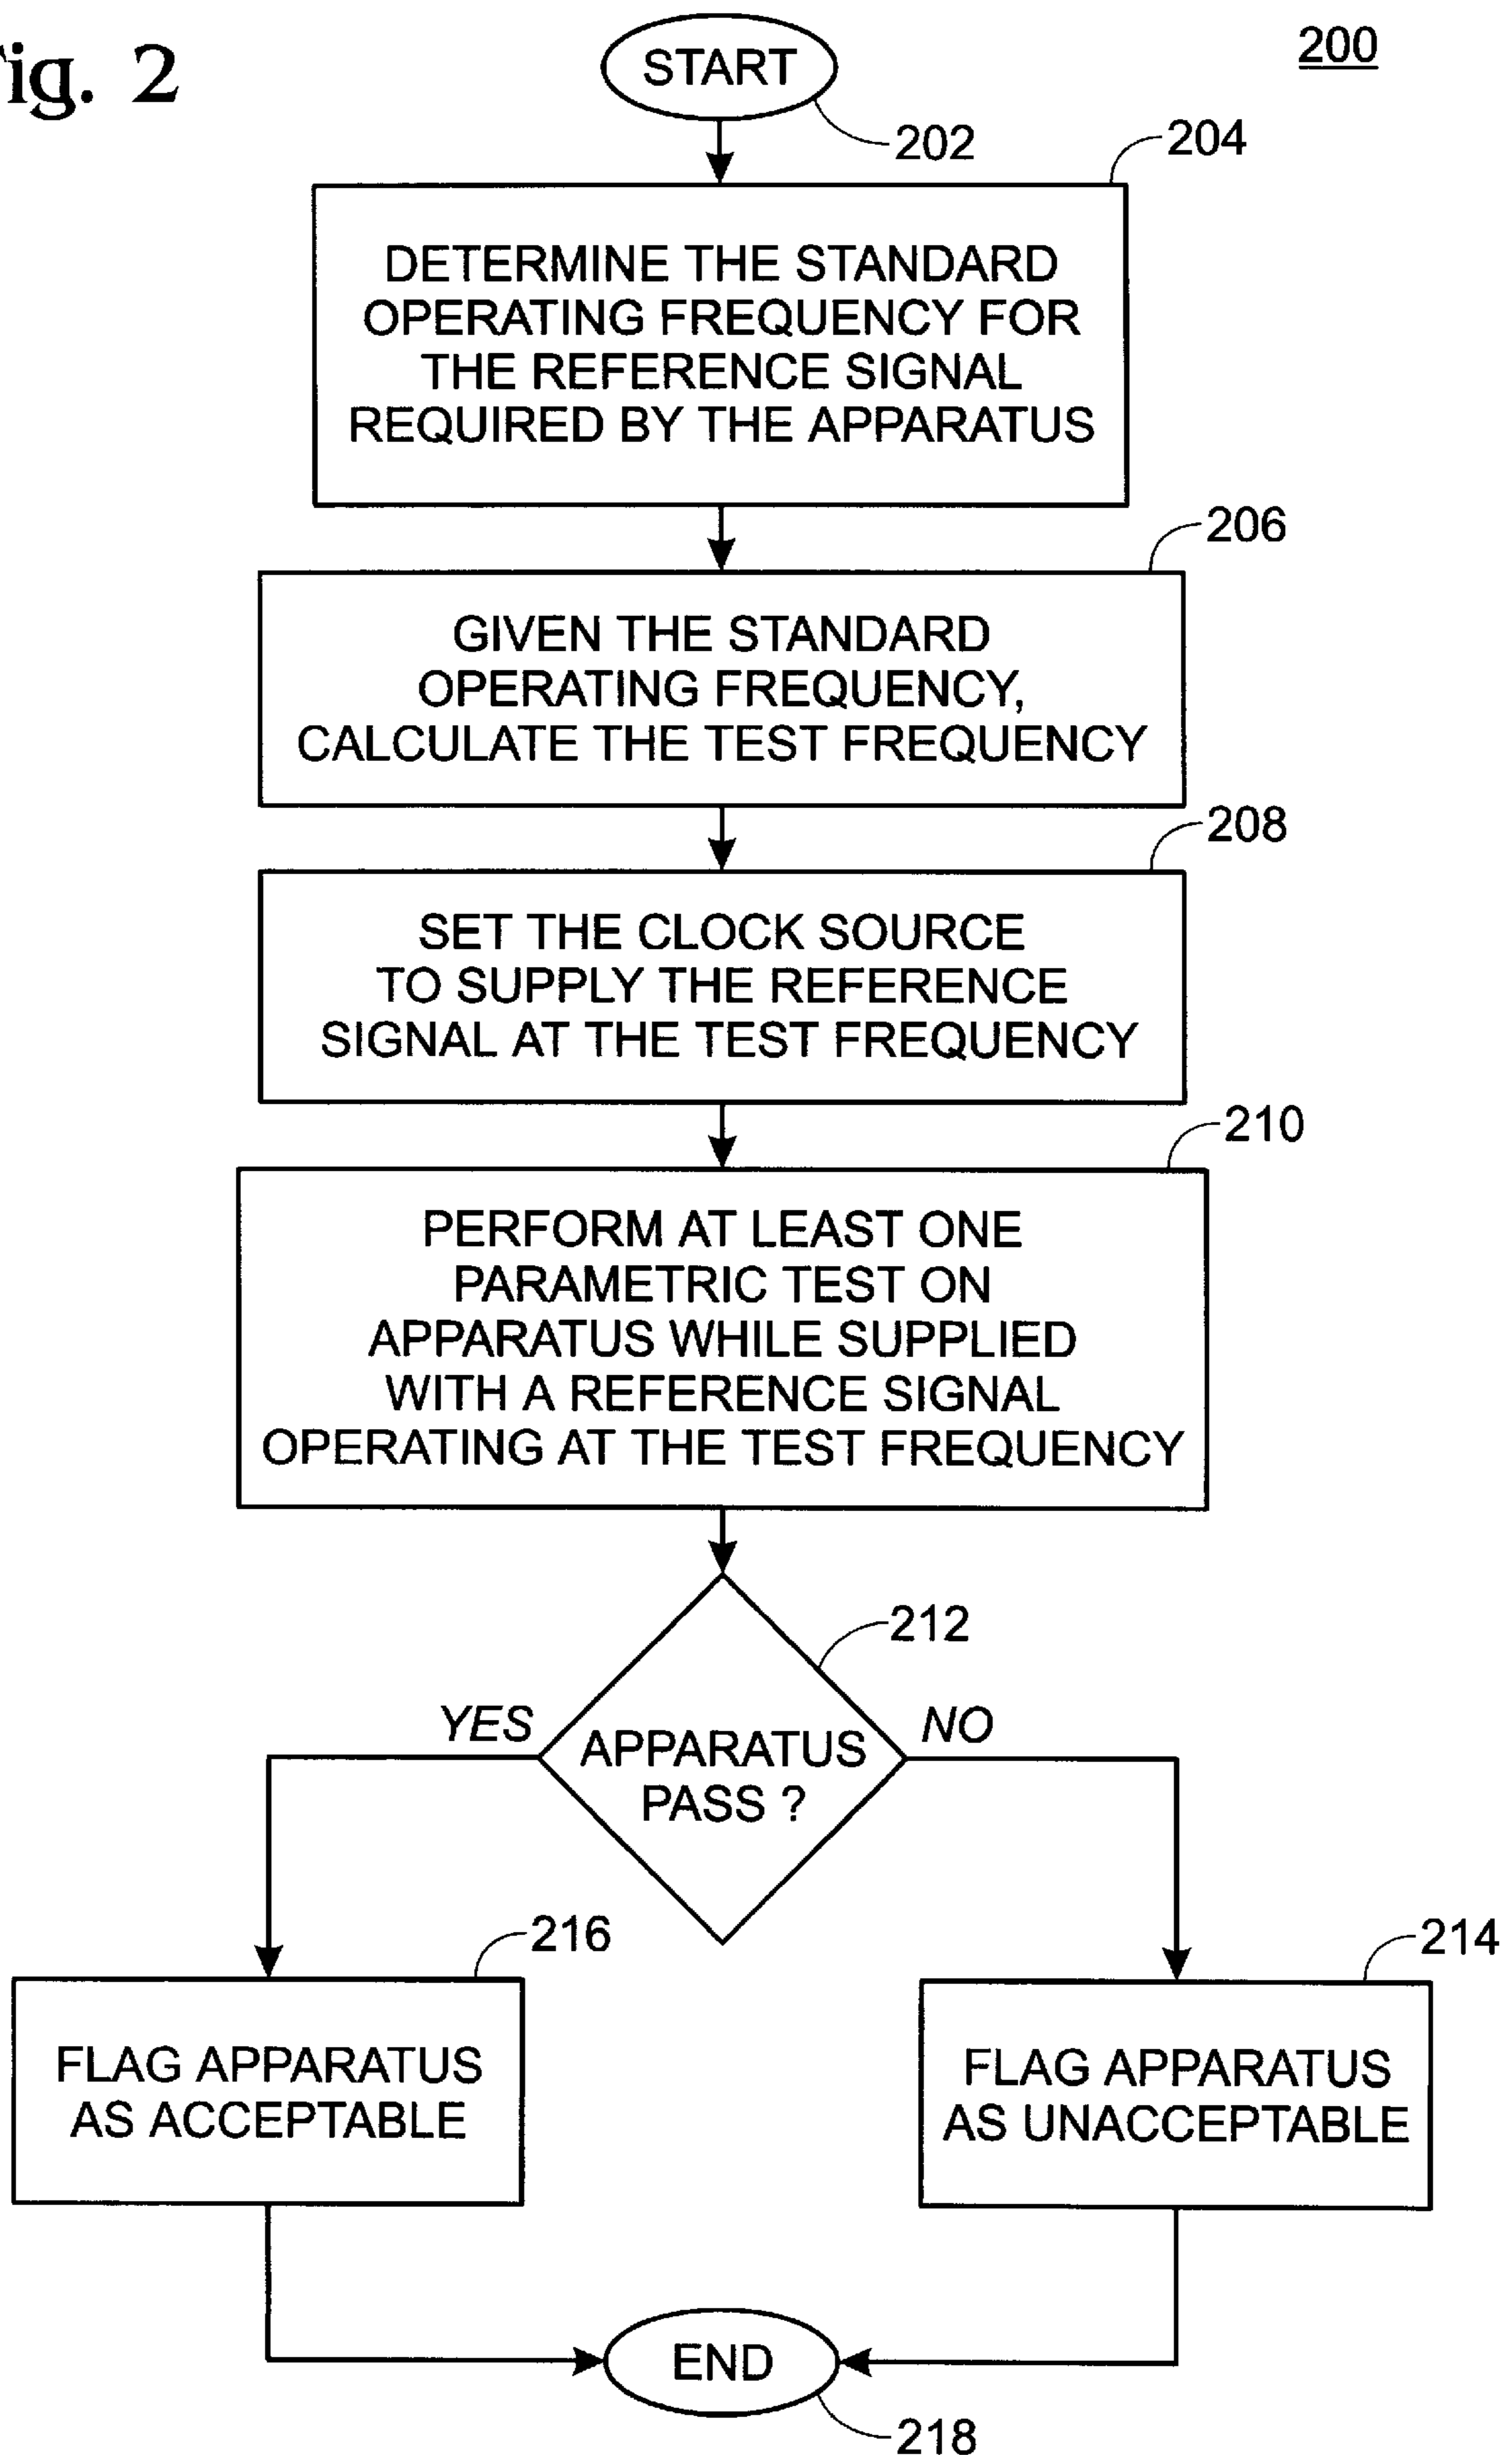 ig. 2
200
START
202
204
DETERMINE THE STANDARD
OPERATING FREQUENCY FOR
THE REFERENCE SIGNAL
REQUIRED BY THE APPARATUS
206
GIVEN THE STANDARD
OPERATING FREQUENCY,
CALCULATE THE TEST FREQUENCY
208
SET THE CLOCK SOURCE
TO SUPPLY THE REFERENCE
SIGNAL AT THE TEST FREQUENCY
210
PERFORM AT LEAST ONE
PARAMETRIC TEST ON
APPARATUS WHILE SUPPLIED
WITH A REFERENCE SIGNAL
OPERATING AT THE TEST FREQUENCY
212
YES
NO
APPARATUS
PASS ?
216
214
FLAG APPARATUS
AS ACCEPTABLE
FLAG APPARATUS
AS UNACCEPTABLE
END
218